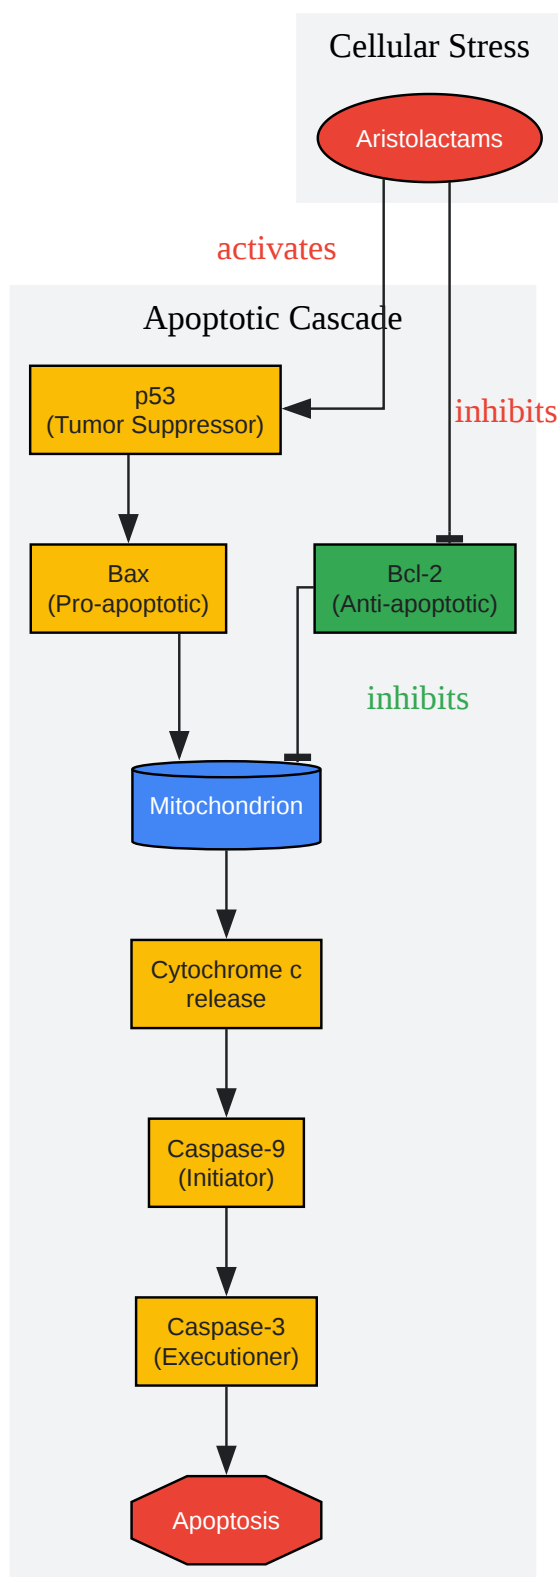 Cellular Stress
Aristolactams
activates
Apoptotic Cascade
p53
(Tumor Suppressor)
inhibits
Bax
(Pro-apoptotic)
Bcl-2
(Anti-apoptotic)
inhibits
Mitochondrion
Cytochrome c
release
Caspase-9
(Initiator)
Caspase-3
(Executioner)
Apoptosis